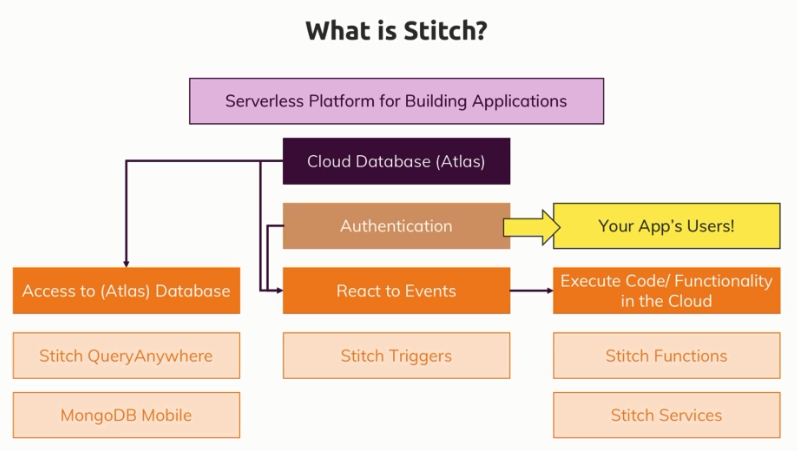 What is Stitch?
Serverless Platform for Building Applications
Cloud Database (Atlas)
Authentication
Your App's Users!
Access to (Atlas) Database
React to Events
Execute Code/ Functionality
in the Cloud
Stitch QueryAnywhere
Stitch Triggers
Stitch Functions
MongoDB Mobile
Stitch Services